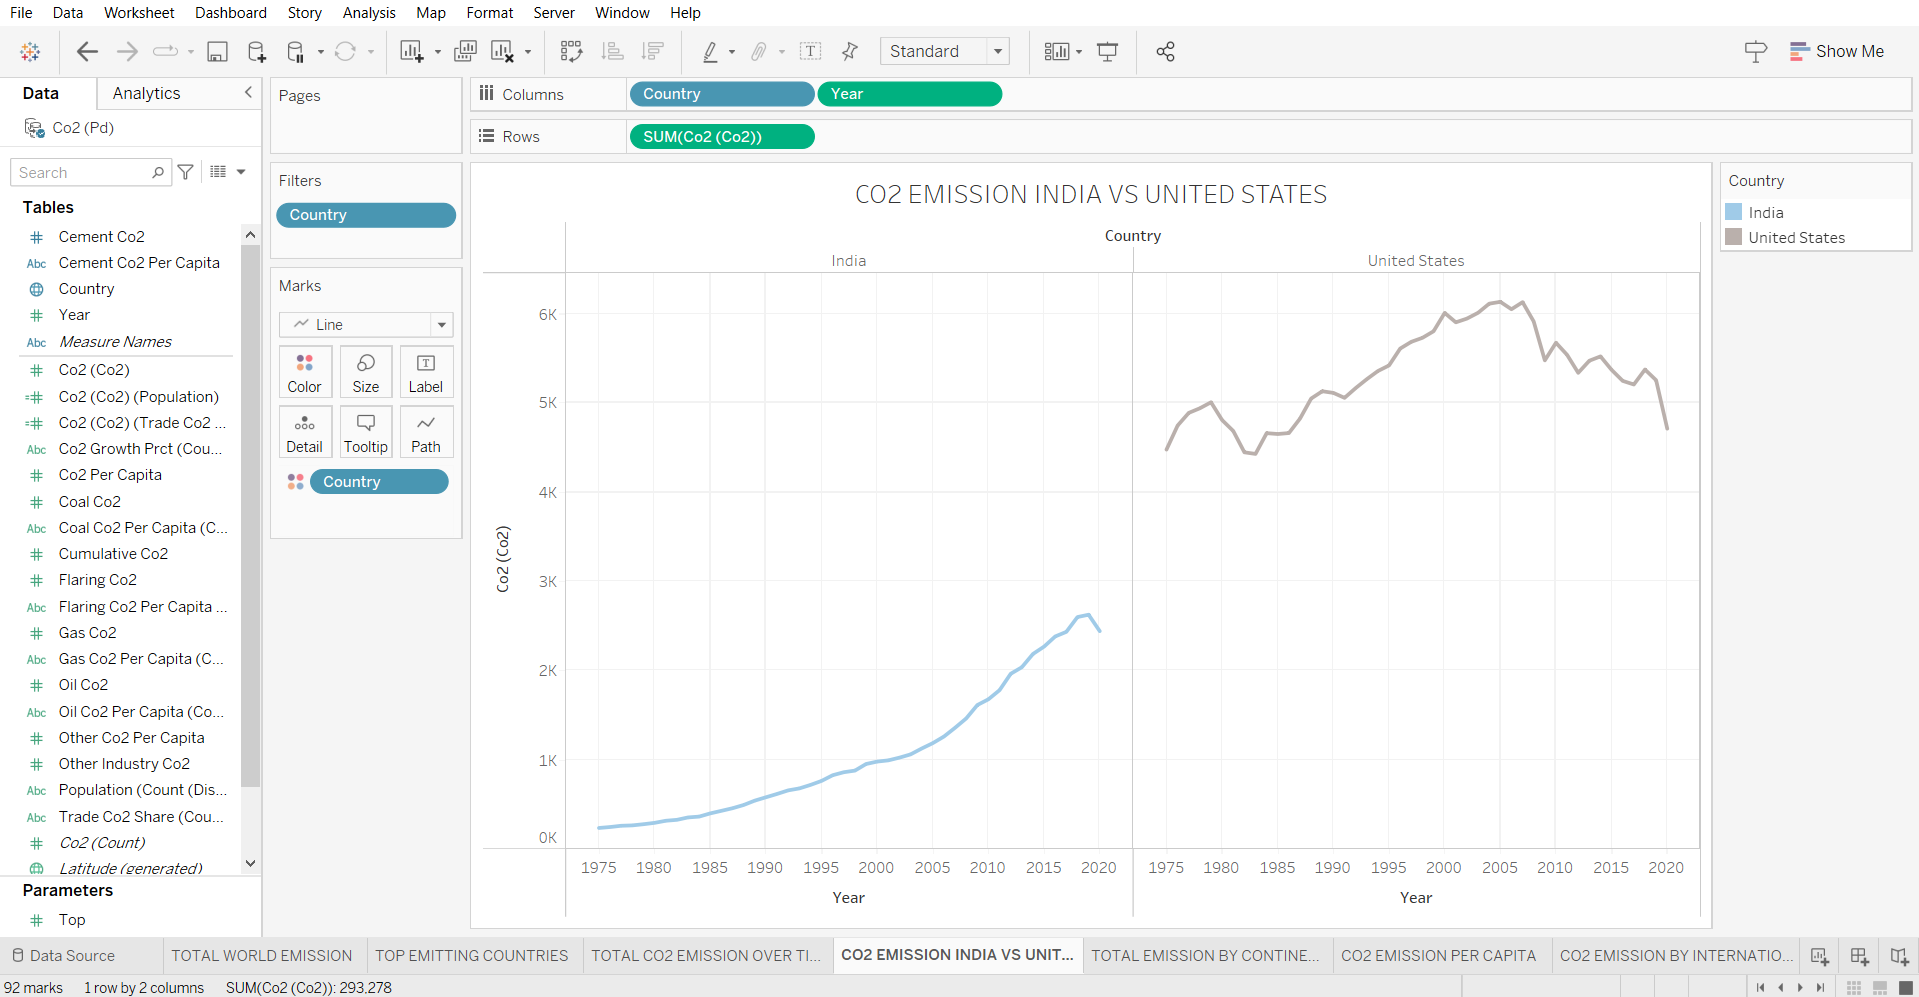 File Data Worksheet Dashboard Story Analysis Map Format Server Window Help
Standard
Show Me
Data Analytics
Co2 (Pd)
Search
Tables
Cement Co2
Abc Cement Co2 Per Capita
Country
Year
Abc Measure Names
Co2 (Co2)
Co2 (Co2) (Population)
Co2 (Co2) (Trade Co2 ...
Abc Co2 Growth Prct (Cou...
Co2 Per Capita
Coal Co2
Abc Coal Co2 Per Capita (C...
Cumulative Co2
Flaring Co2
Abc Flaring Co2 Per Capita ...
Gas Co2
Abc Gas Co2 Per Capita (C...
Oil Co2
Abc Oil Co2 Per Capita (Co...
Other Co2 Per Capita
Other Industry Co2
Abc Population (Count (Dis...
Abc Trade Co2 Share (Cou...
Co2 (Count)
Latitude (generated)
Parameters
Top
Pages
Filters
Country
Marks
Line
Color Size Label
Detail Tooltip Path
Country
Columns Country Year
Rows SUM(Co2 (Co2))
CO2 EMISSION INDIA VS UNITED STATES
Country
India United States
6K
5K
4K
3K
2K
1K
0K
Co2 (Co2)
1975 1980 1985 1990 1995 2000 2005 2010 2015 2020 1975 1980 1985 1990 1995 2000 2005 2010 2015 2020
Year Year
Country
India
United States
Data Source TOTAL WORLD EMISSION TOP EMITTING COUNTRIES TOTAL CO2 EMISSION OVER TI... CO2 EMISSION INDIA VS UNIT... TOTAL EMISSION BY CONTINE... CO2 EMISSION PER CAPITA CO2 EMISSION BY INTERNATIO...
92 marks 1 row by 2 columns SUM(Co2 (Co2)): 293,278